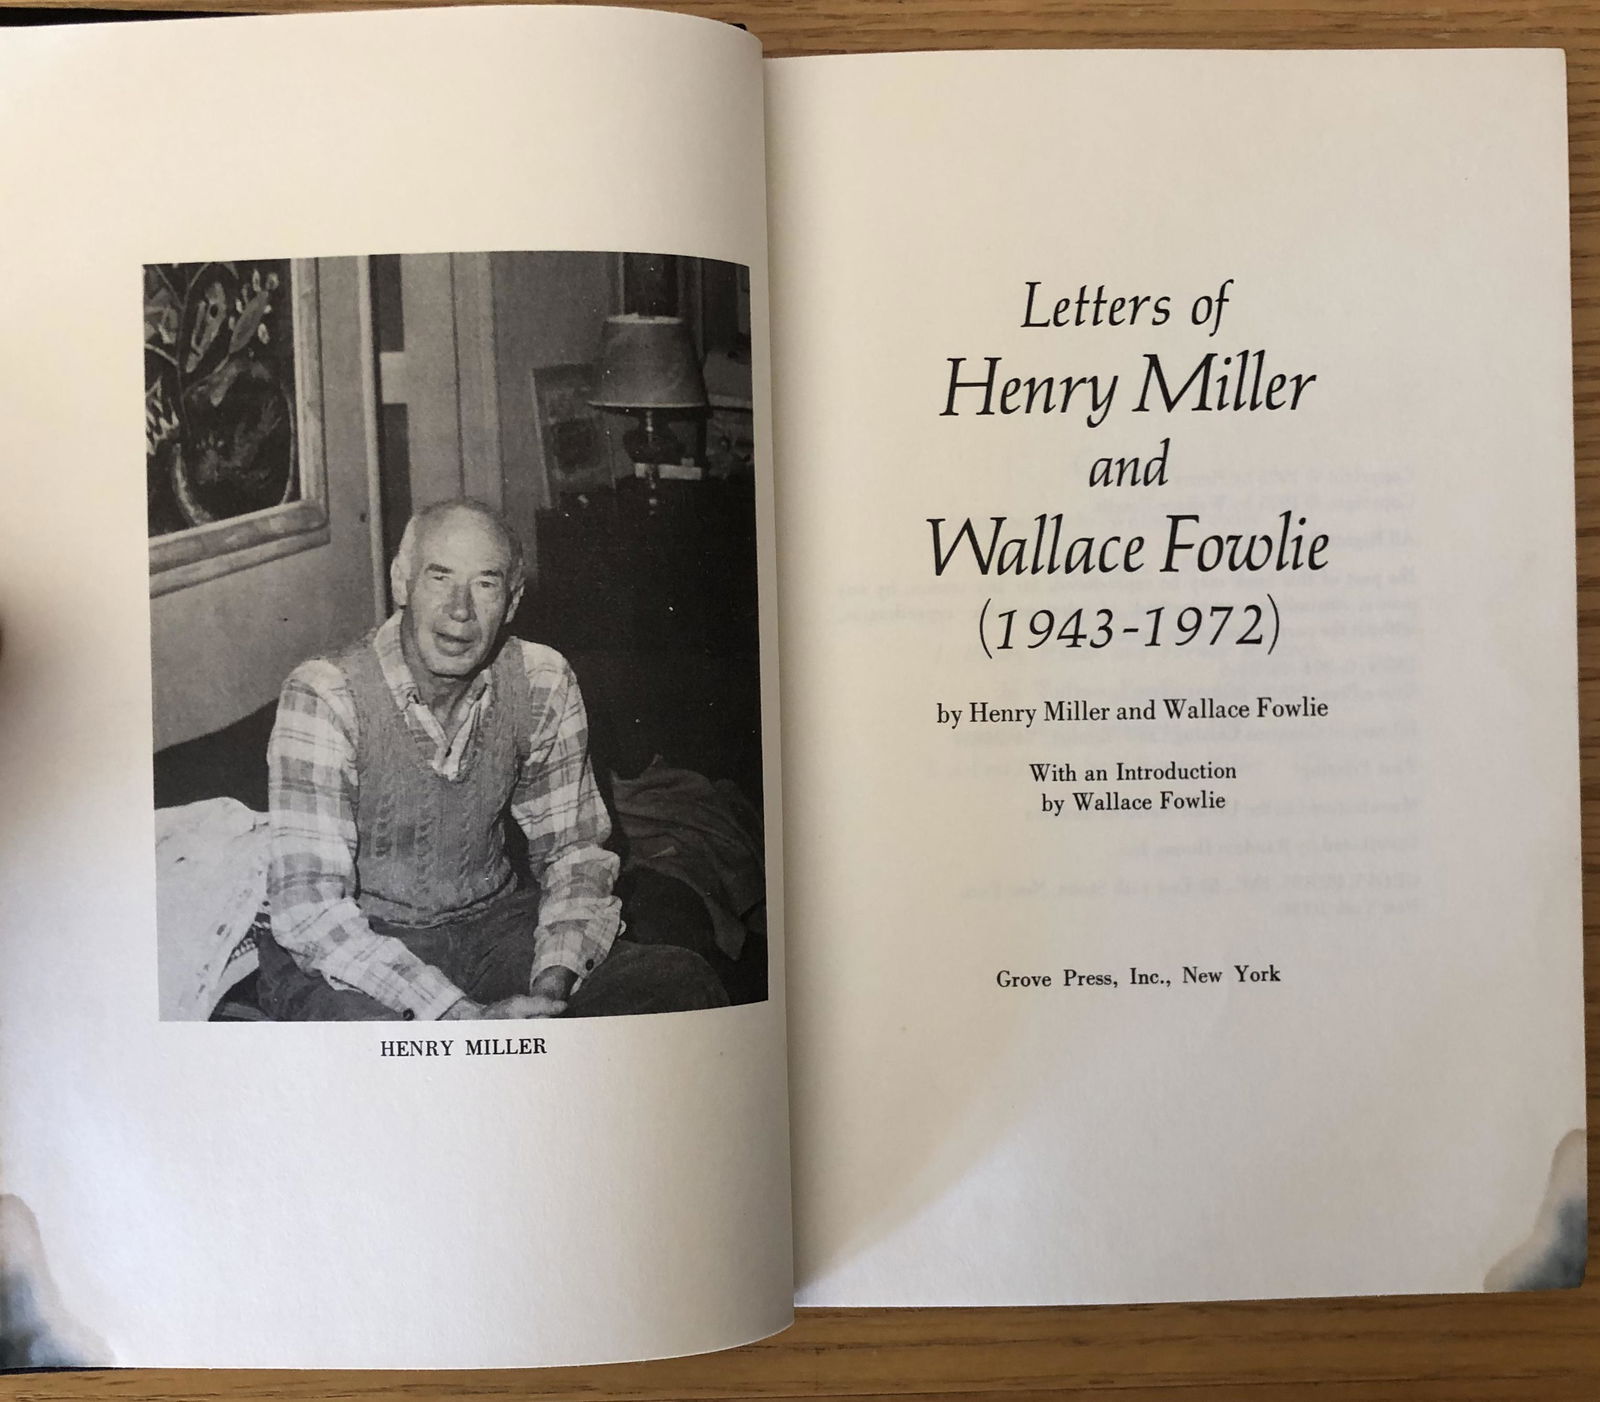 HENRY MILLER
Letters of
Henry Miller
and
Wallace Fowlie
(1943-1972)
by Henry Miller and Wallace Fowlie
With an Introduction
by Wallace Fowlie
Grove Press, Inc., New York